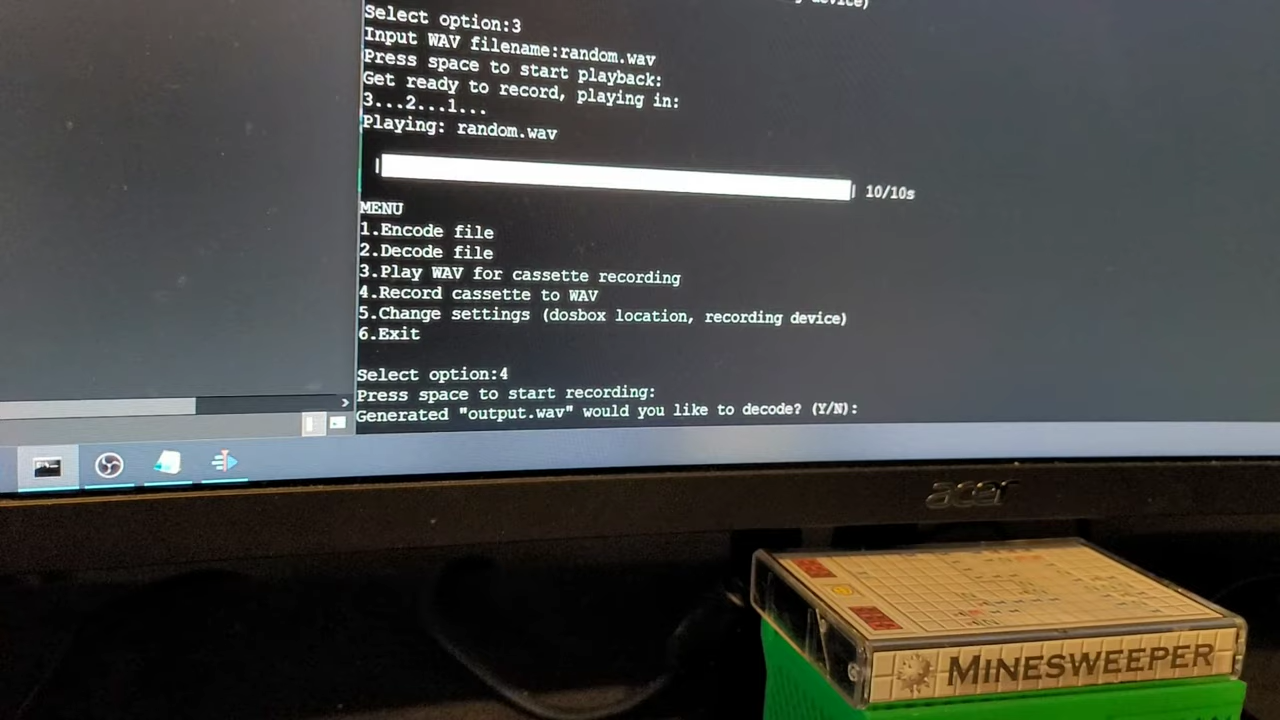 device)
Select option:3
Input WAV filename:random.wav
Press space to start playback:
Get ready to record, playing in:
3...2...1...
Playing: random.wav
10/10s
MENU
1.Encode file
2.Decode file
3.Play WAV for cassette recording
4.Record cassette to WAV
5.Change settings (dosbox location, recording device)
6.Exit
Select option:4
Press space to start recording:
Generated "output.wav" would you like to decode? (Y/N):
acer
MINESWEEPER